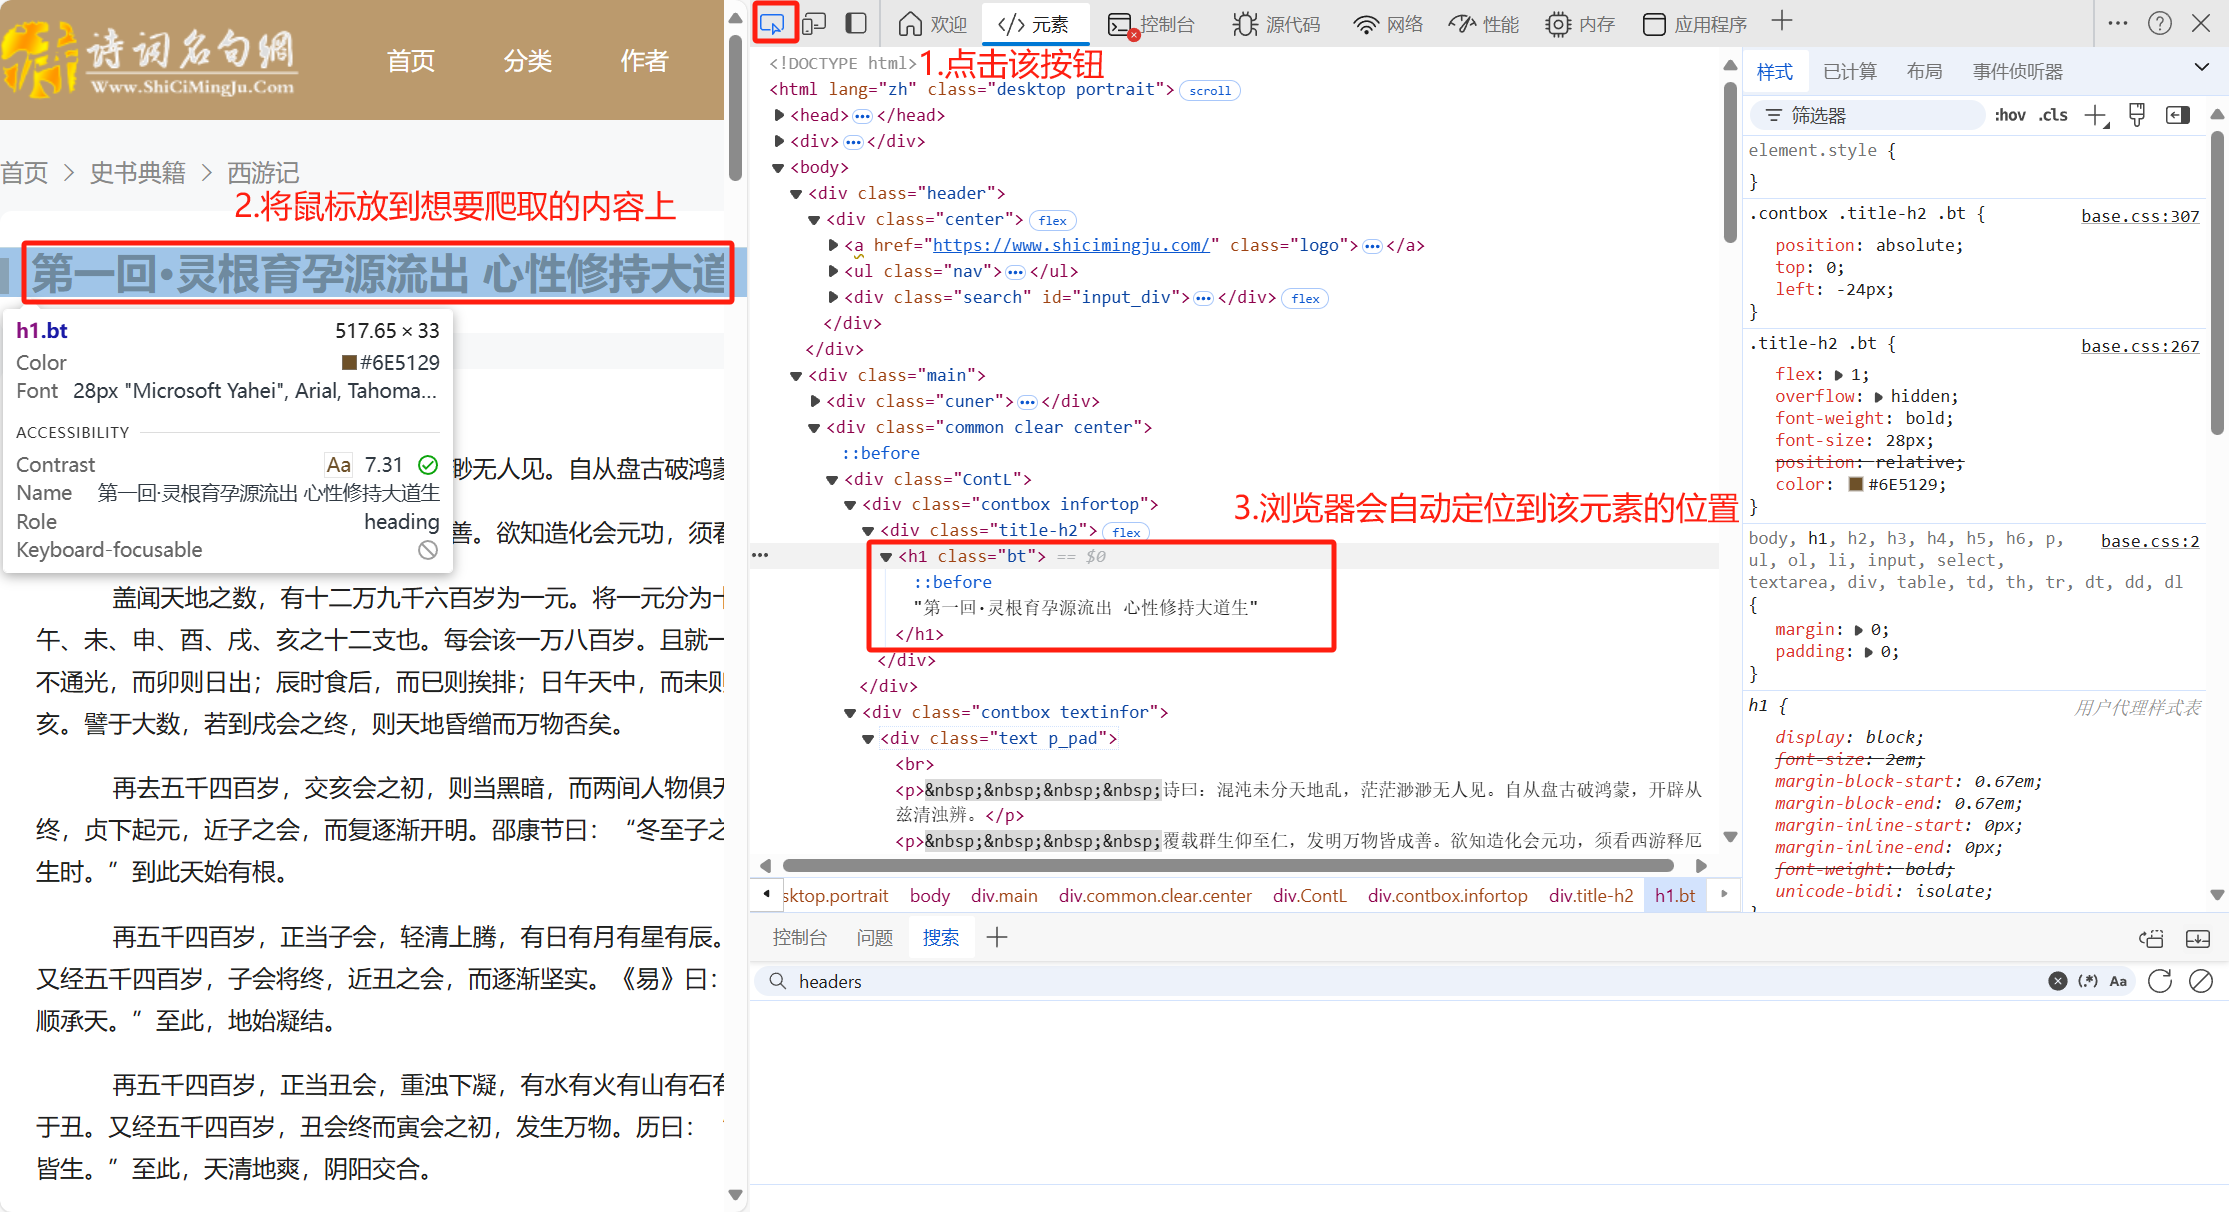 诗词名句網
Www.ShiCiMingJu.Com
首页 分类 作者
首页 > 史书典籍 > 西游记
2.将鼠标放到想要爬取的内容上
第一回·灵根育孕源流出 心性修持大道
h1.bt 517.65 × 33
Color #6E5129
Font 28px "Microsoft Yahei", Arial, Tahoma...
ACCESSIBILITY
Contrast Aa 7.31
Name 第一回·灵根育孕源流出 心性修持大道生
Role heading
Keyboard-focusable
渺无人见。自从盘古破鸿蒙
善。欲知造化会元功，须看
盖闻天地之数，有十二万九千六百岁为一元。将一元分为十
午、未、申、酉、戌、亥之十二支也。每会该一万八百岁。且就一
不通光，而卯则日出；辰时食后，而巳则挨排；日午天中，而未则
亥。譬于大数，若到戌会之终，则天地昏缯而万物否矣。
再去五千四百岁，交亥会之初，则当黑暗，而两间人物俱无
终，贞下起元，近子之会，而复逐渐开明。邵康节曰：“冬至子之
生时。”到此天始有根。
再五千四百岁，正当子会，轻清上腾，有日有月有星有辰。
又经五千四百岁，子会将终，近丑之会，而逐渐坚实。《易》曰：
顺承天。”至此，地始凝结。
再五千四百岁，正当丑会，重浊下凝，有水有火有山有石有
于丑。又经五千四百岁，丑会终而寅会之初，发生万物。历曰：
皆生。”至此，天清地爽，阴阳交合。
欢迎 </> 元素 控制台 源代码 网络 性能 内存 应用程序
1.点击该按钮
<!DOCTYPE html>
<html lang="zh" class="desktop portrait"> scroll
<head> ••• </head>
<div> ••• </div>
<body>
<div class="header">
<div class="center"> flex
<a href="https://www.shicimingju.com/" class="logo"> ••• </a>
<ul class="nav"> ••• </ul>
<div class="search" id="input_div"> ••• </div> flex
</div>
</div>
<div class="main">
<div class="cuner"> ••• </div>
<div class="common clear center">
::before
<div class="ContL">
<div class="contbox infortop">
3.浏览器会自动定位到该元素的位置
<div class="title-h2"> flex
••• <h1 class="bt"> == $0
::before
"第一回·灵根育孕源流出 心性修持大道生"
</h1>
</div>
</div>
<div class="contbox textinfor">
<div class="text p_pad">
<br>
<p>&nbsp;&nbsp;&nbsp;&nbsp;诗曰：混沌未分天地乱，茫茫渺渺无人见。自从盘古破鸿蒙，开辟从
兹清浊辨。</p>
<p>&nbsp;&nbsp;&nbsp;&nbsp;覆载群生仰至仁，发明万物皆成善。欲知造化会元功，须看西游释厄
sktop.portrait body div.main div.common.clear.center div.ContL div.contbox.infortop div.title-h2 h1.bt
控制台 问题 搜索
headers (.*) Aa
样式 已计算 布局 事件侦听器
筛选器 :hov .cls
element.style {
}
.contbox .title-h2 .bt { base.css:307
position: absolute;
top: 0;
left: -24px;
}
.title-h2 .bt { base.css:267
flex: 1;
overflow: hidden;
font-weight: bold;
font-size: 28px;
position: relative;
color: #6E5129;
}
body, h1, h2, h3, h4, h5, h6, p, base.css:2
ul, ol, li, input, select,
textarea, div, table, td, th, tr, dt, dd, dl
{
margin: 0;
padding: 0;
}
h1 { 用户代理样式表
display: block;
font-size: 2em;
margin-block-start: 0.67em;
margin-block-end: 0.67em;
margin-inline-start: 0px;
margin-inline-end: 0px;
font-weight: bold;
unicode-bidi: isolate;